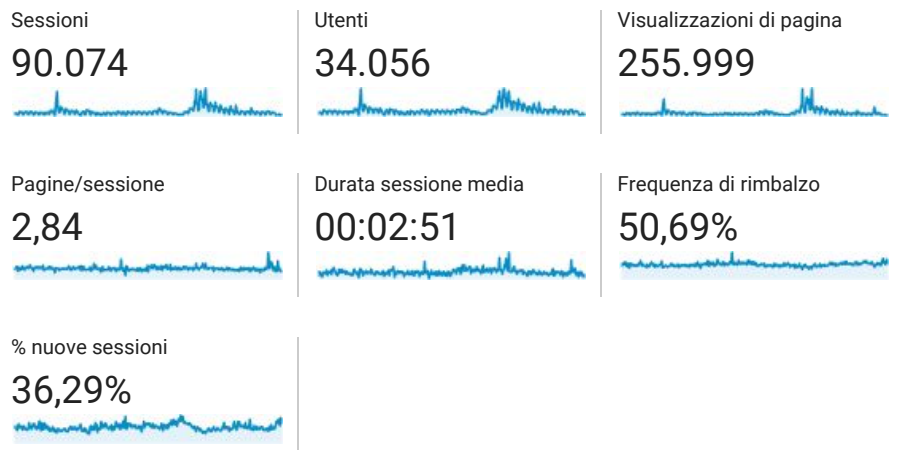 Sessioni
90.074
Utenti
34.056
Visualizzazioni di pagina
255.999
Pagine/sessione
2,84
Durata sessione media
00:02:51
Frequenza di rimbalzo
50,69%
% nuove sessioni
36,29%